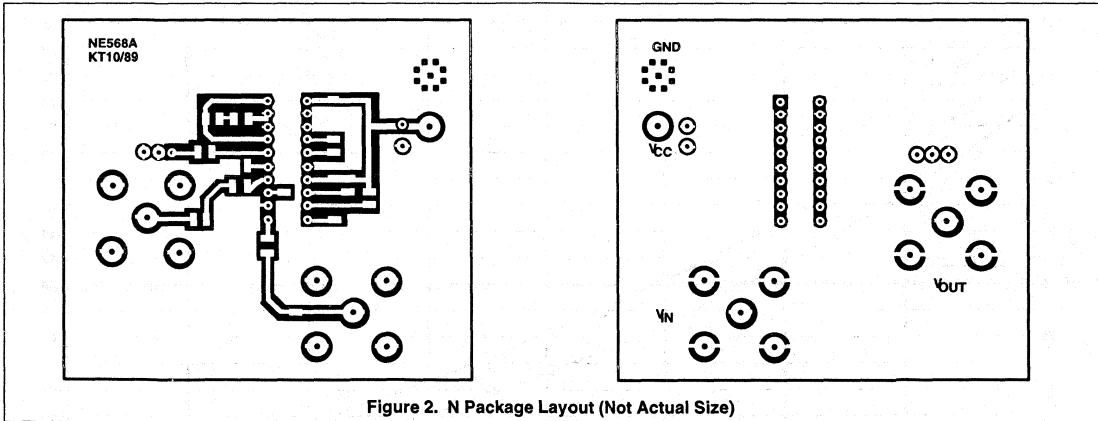 NE568A
KT10/89
GND
VCC
VIN
VOUT
Figure 2. N Package Layout (Not Actual Size)